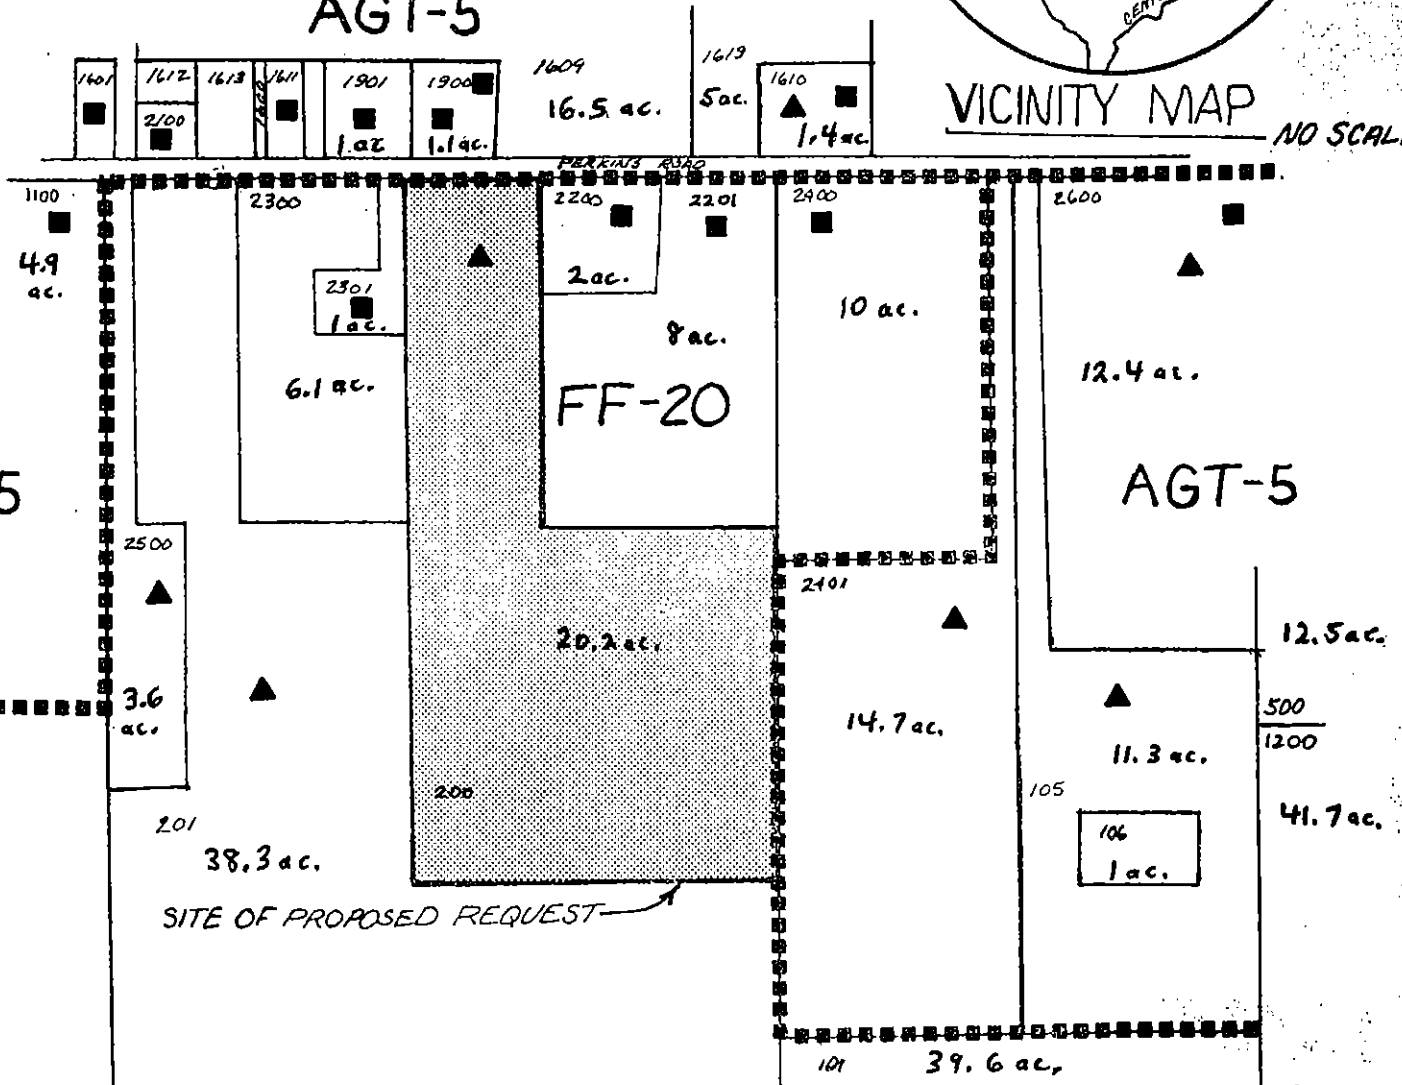 AGT-5
CENT
VICINITY MAP
NO SCAL
1601
1612
1613
1600
1611
1901
1900
1609
1619
1610
2100
1 ac
1.1 ac.
16.5 ac.
5 ac.
1.4 ac.
PERKINS ROAD
1100
2300
2200
2201
2400
2600
4.9
ac.
2301
1 ac.
2 ac.
8 ac.
10 ac.
6.1 ac.
FF-20
12.4 ac.
5
AGT-5
2500
2401
20.2 ac.
12.5 ac.
3.6
ac.
14.7 ac.
500
1200
11.3 ac.
200
105
41.7 ac.
201
106
1 ac.
38.3 ac.
SITE OF PROPOSED REQUEST
101
39.6 ac.